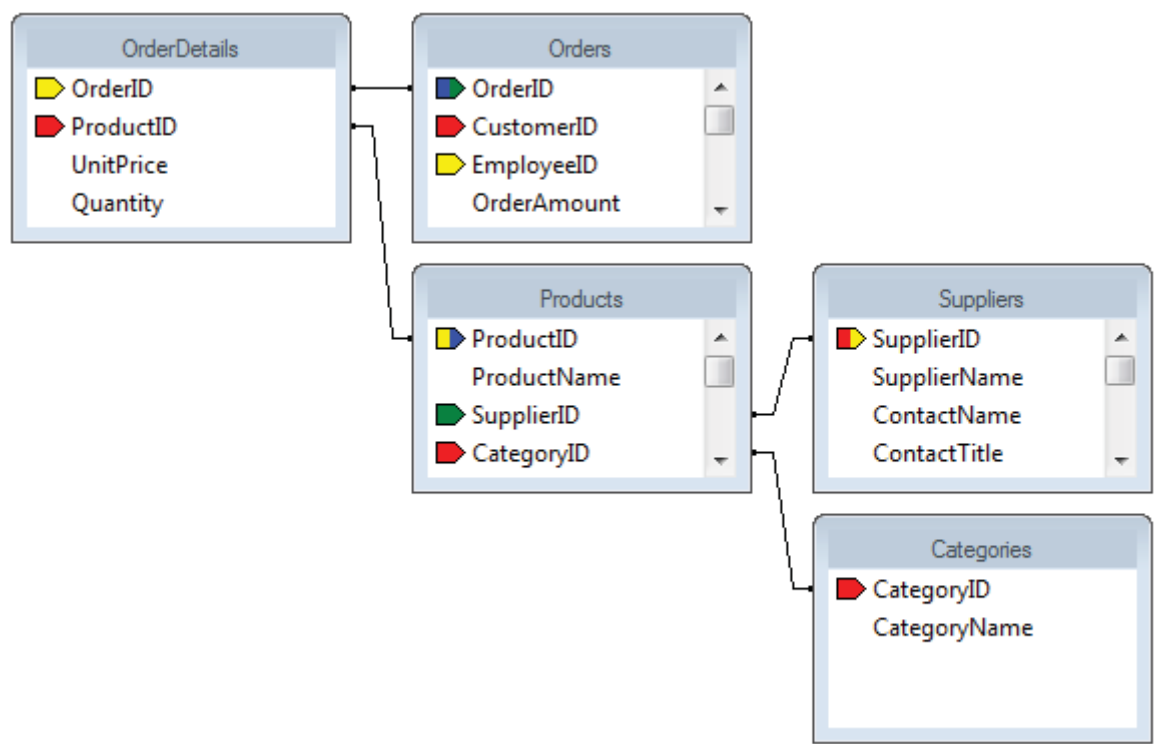 OrderDetails
OrderID
ProductID
UnitPrice
Quantity
Orders
OrderID
CustomerID
EmployeeID
OrderAmount
Products
ProductID
ProductName
SupplierID
CategoryID
Suppliers
SupplierID
SupplierName
ContactName
ContactTitle
Categories
CategoryID
CategoryName